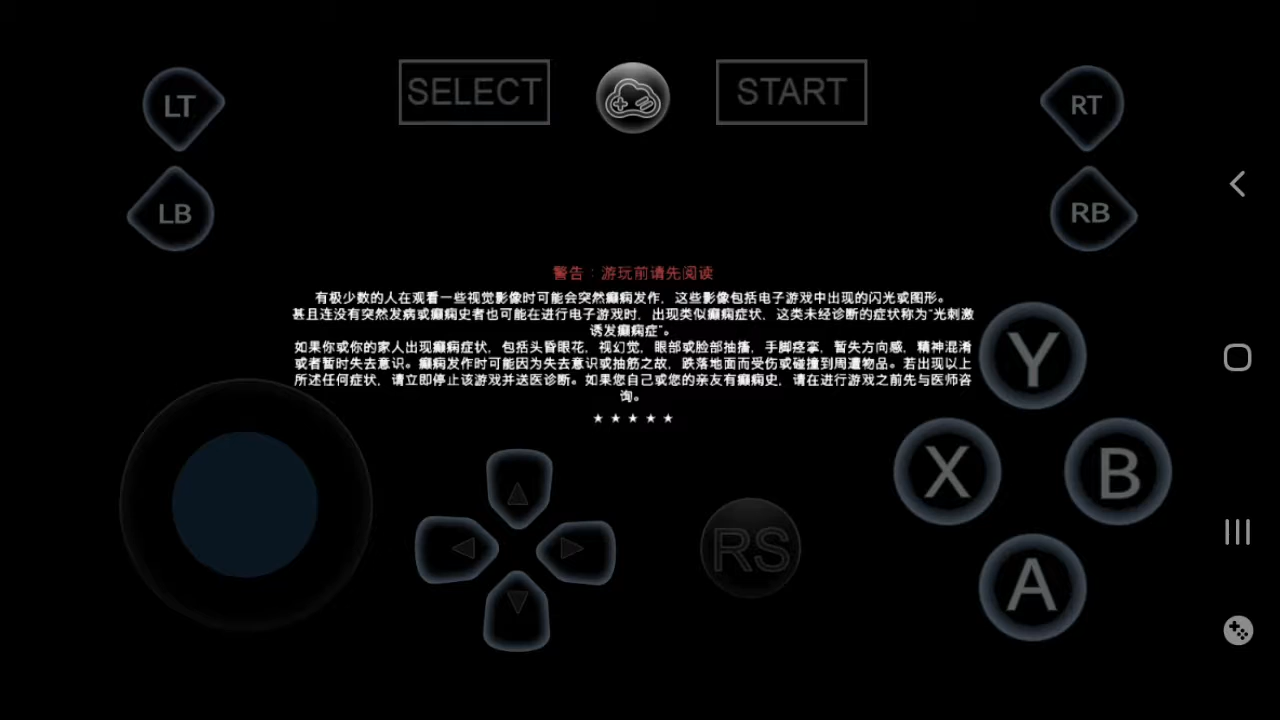 SELECT
START
LT
RT
LB
RB
警告：游玩前请先阅读
有极少数的人在观看一些视觉影像时可能会突然癫痫发作，这些影像包括电子游戏中出现的闪光或图形。
甚且连没有突然发病或癫痫史者也可能在进行电子游戏时，出现类似癫痫症状，这类未经诊断的症状称为"光刺激
诱发癫痫症"。
如果你或你的家人出现癫痫症状，包括头昏眼花，视幻觉，眼部或脸部抽搐，手脚痉挛，暂失方向感，精神混淆
或者暂时失去意识。癫痫发作时可能因为失去意识或抽筋之故，跌落地面而受伤或碰撞到周遭物品。若出现以上
所述任何症状，请立即停止该游戏并送医诊断。如果您自己或您的亲友有癫痫史，请在进行游戏之前先与医师咨
询。
★ ★ ★ ★ ★
Y
X
B
RS
A